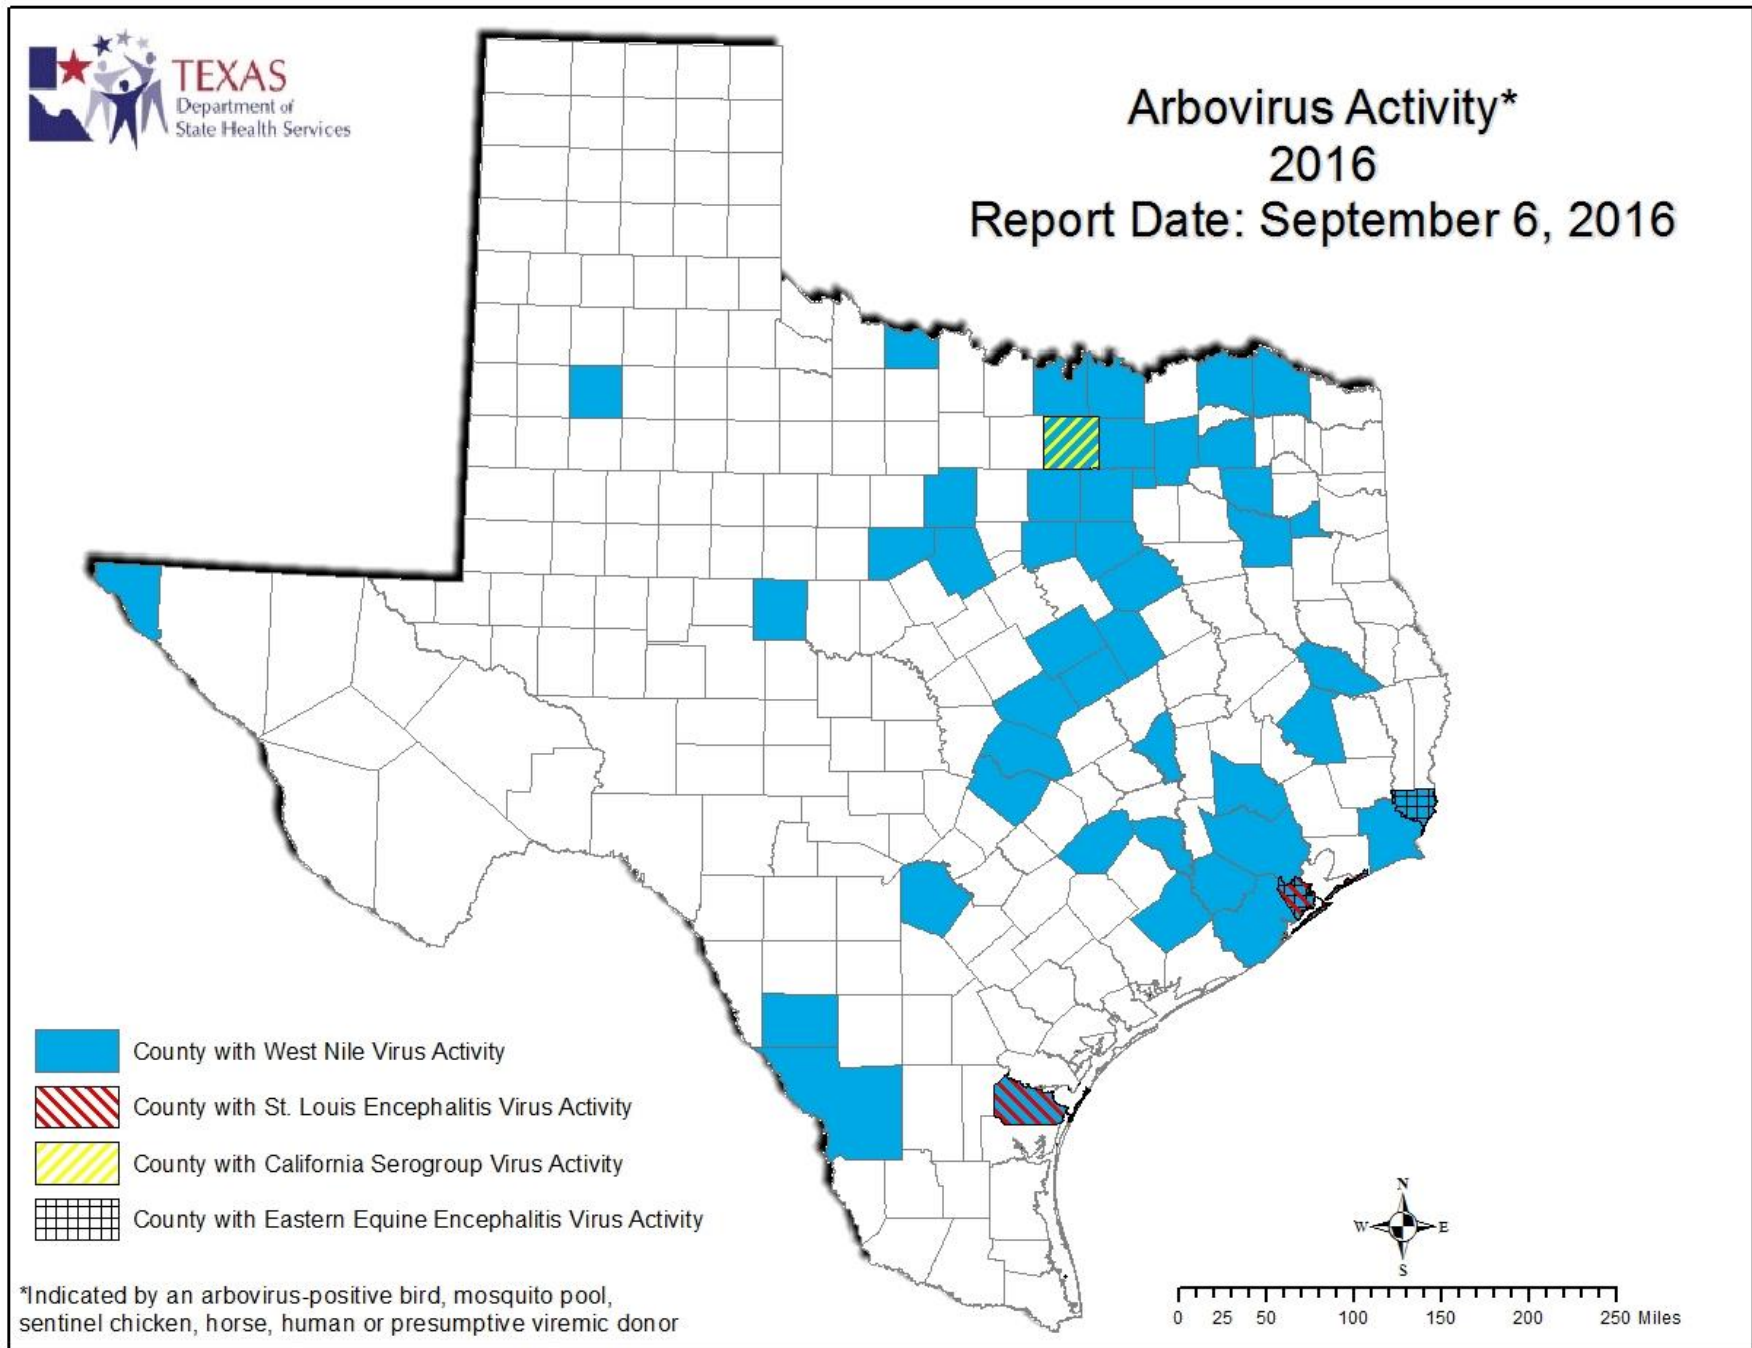 TEXAS
Department of
State Health Services
Arbovirus Activity*
2016
Report Date: September 6, 2016
County with West Nile Virus Activity
County with St. Louis Encephalitis Virus Activity
County with California Serogroup Virus Activity
County with Eastern Equine Encephalitis Virus Activity
*Indicated by an arbovirus-positive bird, mosquito pool,
sentinel chicken, horse, human or presumptive viremic donor
N
W E
S
0 25 50 100 150 200 250 Miles